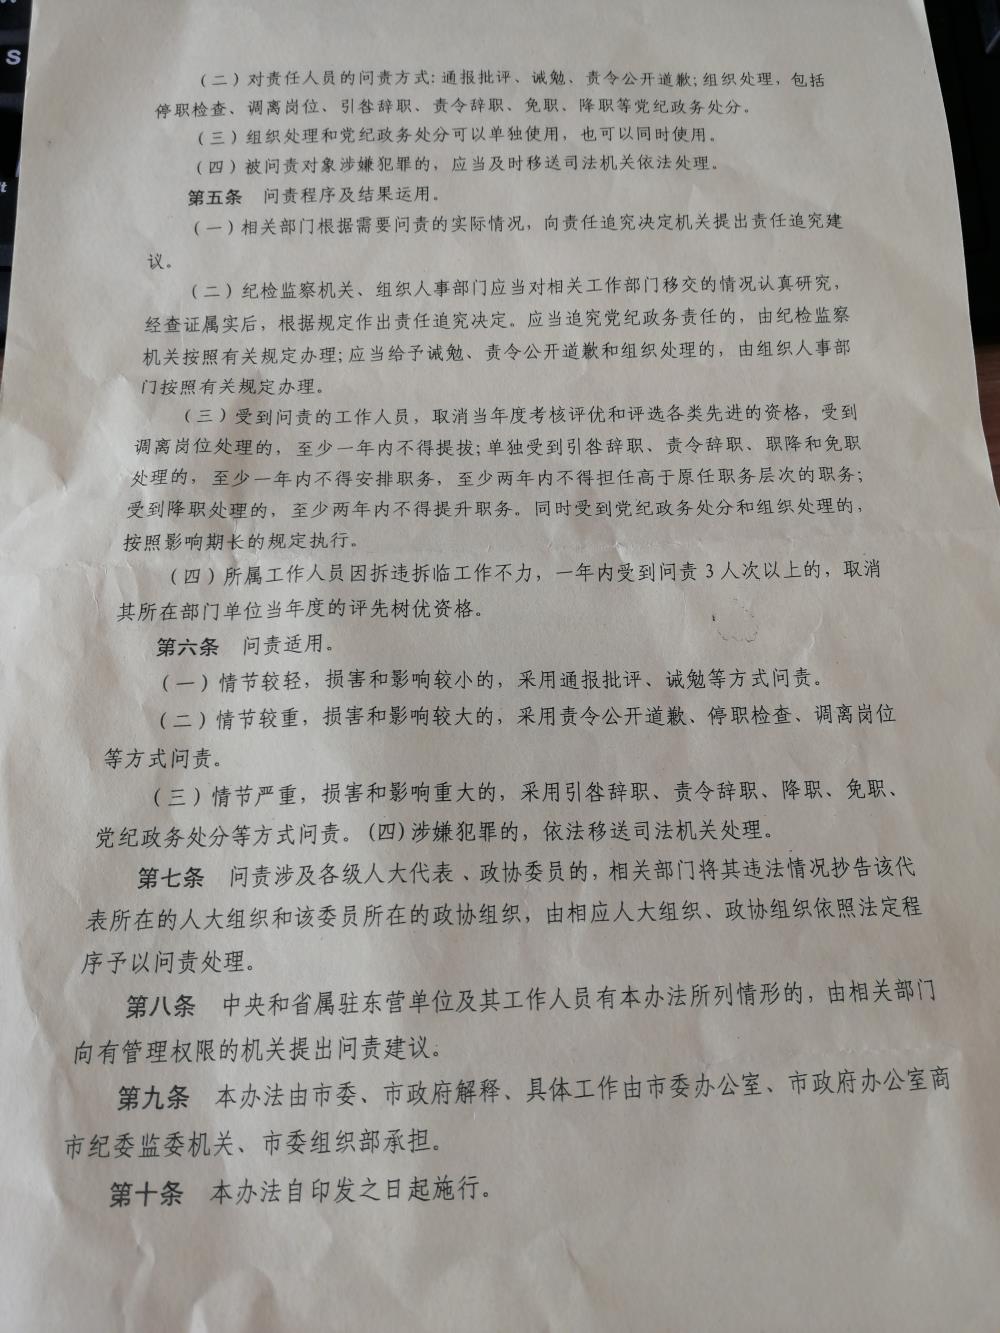 S
（二）对责任人员的问责方式：通报批评、诫勉、责令公开道歉；组织处理，包括
停职检查、调离岗位、引咎辞职、责令辞职、免职、降职等党纪政务处分。
（三）组织处理和党纪政务处分可以单独使用，也可以同时使用。
（四）被问责对象涉嫌犯罪的，应当及时移送司法机关依法处理。
第五条 问责程序及结果运用。
（一）相关部门根据需要问责的实际情况，向责任追究决定机关提出责任追究建
议。
（二）纪检监察机关、组织人事部门应当对相关工作部门移交的情况认真研究，
经查证属实后，根据规定作出责任追究决定。应当追究党纪政务责任的，由纪检监察
机关按照有关规定办理；应当给予诫勉、责令公开道歉和组织处理的，由组织人事部
门按照有关规定办理。
（三）受到问责的工作人员，取消当年度考核评优和评选各类先进的资格，受到
调离岗位处理的，至少一年内不得提拔；单独受到引咎辞职、责令辞职、职降和免职
处理的，至少一年内不得安排职务，至少两年内不得担任高于原任职务层次的职务；
受到降职处理的，至少两年内不得提升职务。同时受到党纪政务处分和组织处理的，
按照影响期长的规定执行。
（四）所属工作人员因拆违拆临工作不力，一年内受到问责3人次以上的，取消
其所在部门单位当年度的评先树优资格。
第六条 问责适用。
（一）情节较轻，损害和影响较小的，采用通报批评、诫勉等方式问责。
（二）情节较重，损害和影响较大的，采用责令公开道歉、停职检查、调离岗位
等方式问责。
（三）情节严重，损害和影响重大的，采用引咎辞职、责令辞职、降职、免职、
党纪政务处分等方式问责。(四)涉嫌犯罪的，依法移送司法机关处理。
第七条 问责涉及各级人大代表、政协委员的，相关部门将其违法情况抄告该代
表所在的人大组织和该委员所在的政协组织，由相应人大组织、政协组织依照法定程
序予以问责处理。
第八条 中央和省属驻东营单位及其工作人员有本办法所列情形的，由相关部门
向有管理权限的机关提出问责建议。
第九条 本办法由市委、市政府解释、具体工作由市委办公室、市政府办公室商
市纪委监委机关、市委组织部承担。
第十条 本办法自印发之日起施行。